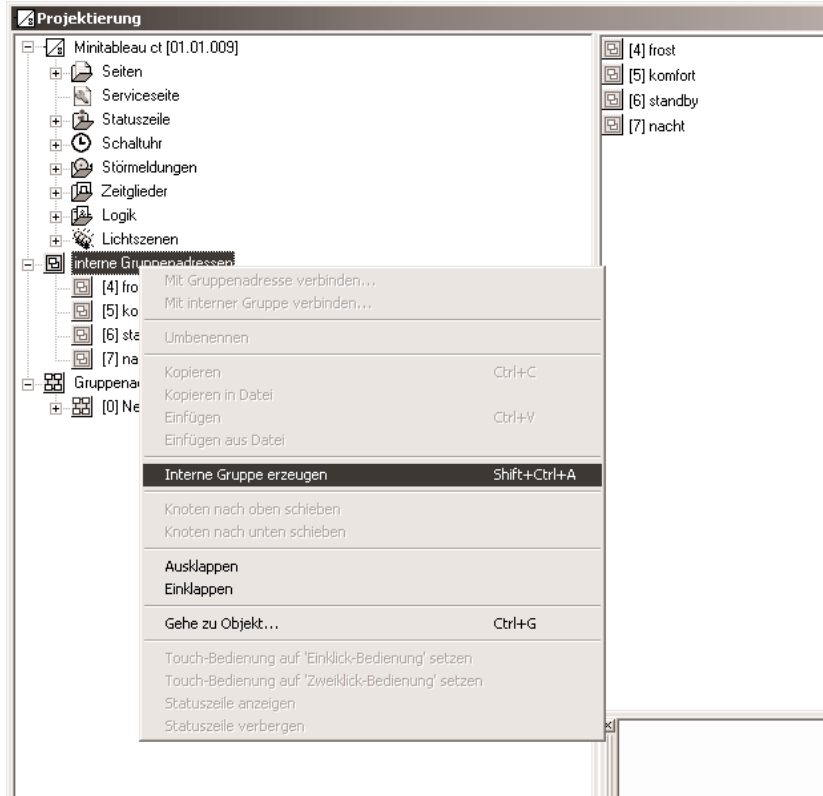 Projektierung
Minitableau ct [01.01.009]
Seiten
Serviceseite
Statuszeile
Schaltuhr
Störmeldungen
Zeitglieder
Logik
Lichtszenen
interne Gruppenadressen
[4] fro
[5] ko
[6] sta
[7] na
Gruppena
[0] Ne
Mit Gruppenadresse verbinden...
Mit interner Gruppe verbinden...
Umbenennen
Kopieren Ctrl+C
Kopieren in Datei
Einfügen Ctrl+V
Einfügen aus Datei
Interne Gruppe erzeugen Shift+Ctrl+A
Knoten nach oben schieben
Knoten nach unten schieben
Ausklappen
Einklappen
Gehe zu Objekt... Ctrl+G
Touch-Bedienung auf 'Einklick-Bedienung' setzen
Touch-Bedienung auf 'Zweiklick-Bedienung' setzen
Statuszeile anzeigen
Statuszeile verbergen
[4] frost
[5] komfort
[6] standby
[7] nacht